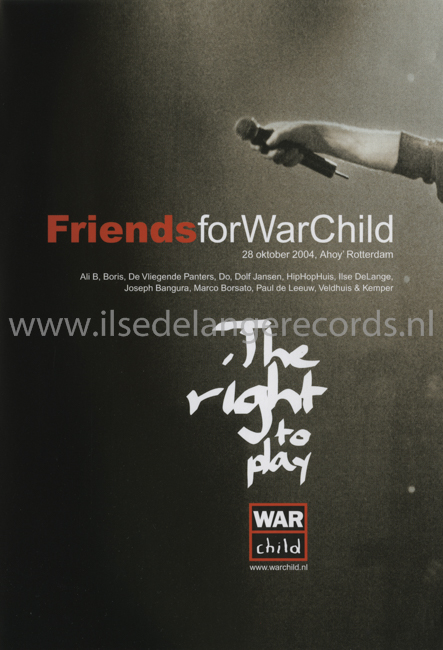 FriendsforWarChild
28 oktober 2004, Ahoy' Rotterdam
Ali B, Boris, De Vliegende Panters, Do, Dolf Jansen, HipHopHuis, Ilse DeLange,
Joseph Bangura, Marco Borsato, Paul de Leeuw, Veldhuis & Kemper
www.ilsedelangerecords.nl
The
right
to
play
WAR
child
www.warchild.nl